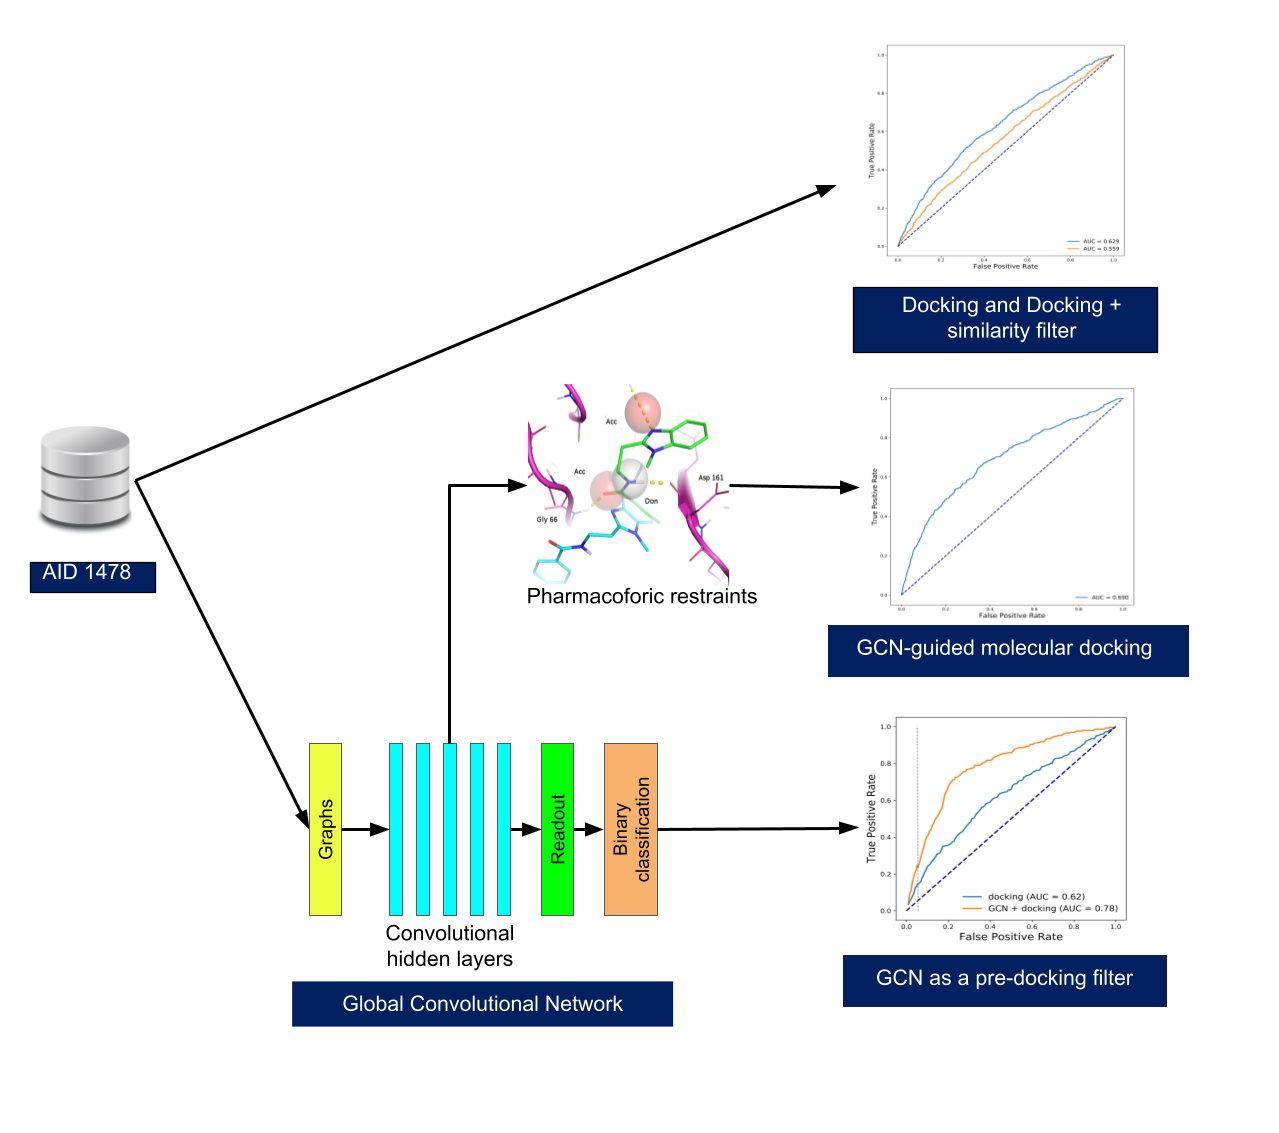 1.0
0.8
0.6
0.4
0.2
0.0
0.0 0.2 0.4 0.6 0.8 1.0
True Positive Rate
False Positive Rate
AUC = 0.629
AUC = 0.559
Docking and Docking +
similarity filter
AID 1478
Acc
Acc
Asp 161
Don
Gly 66
Pharmacoforic restraints
1.0
0.8
0.6
0.4
0.2
0.0
0.0 0.2 0.4 0.6 0.8 1.0
True Positive Rate
False Positive Rate
AUC = 0.690
GCN-guided molecular docking
Graphs
Readout
Binary
classification
Convolutional
hidden layers
Global Convolutional Network
1.0
0.8
0.6
0.4
0.2
0.0
0.0 0.2 0.4 0.6 0.8 1.0
True Positive Rate
False Positive Rate
docking (AUC = 0.62)
GCN + docking (AUC = 0.78)
GCN as a pre-docking filter